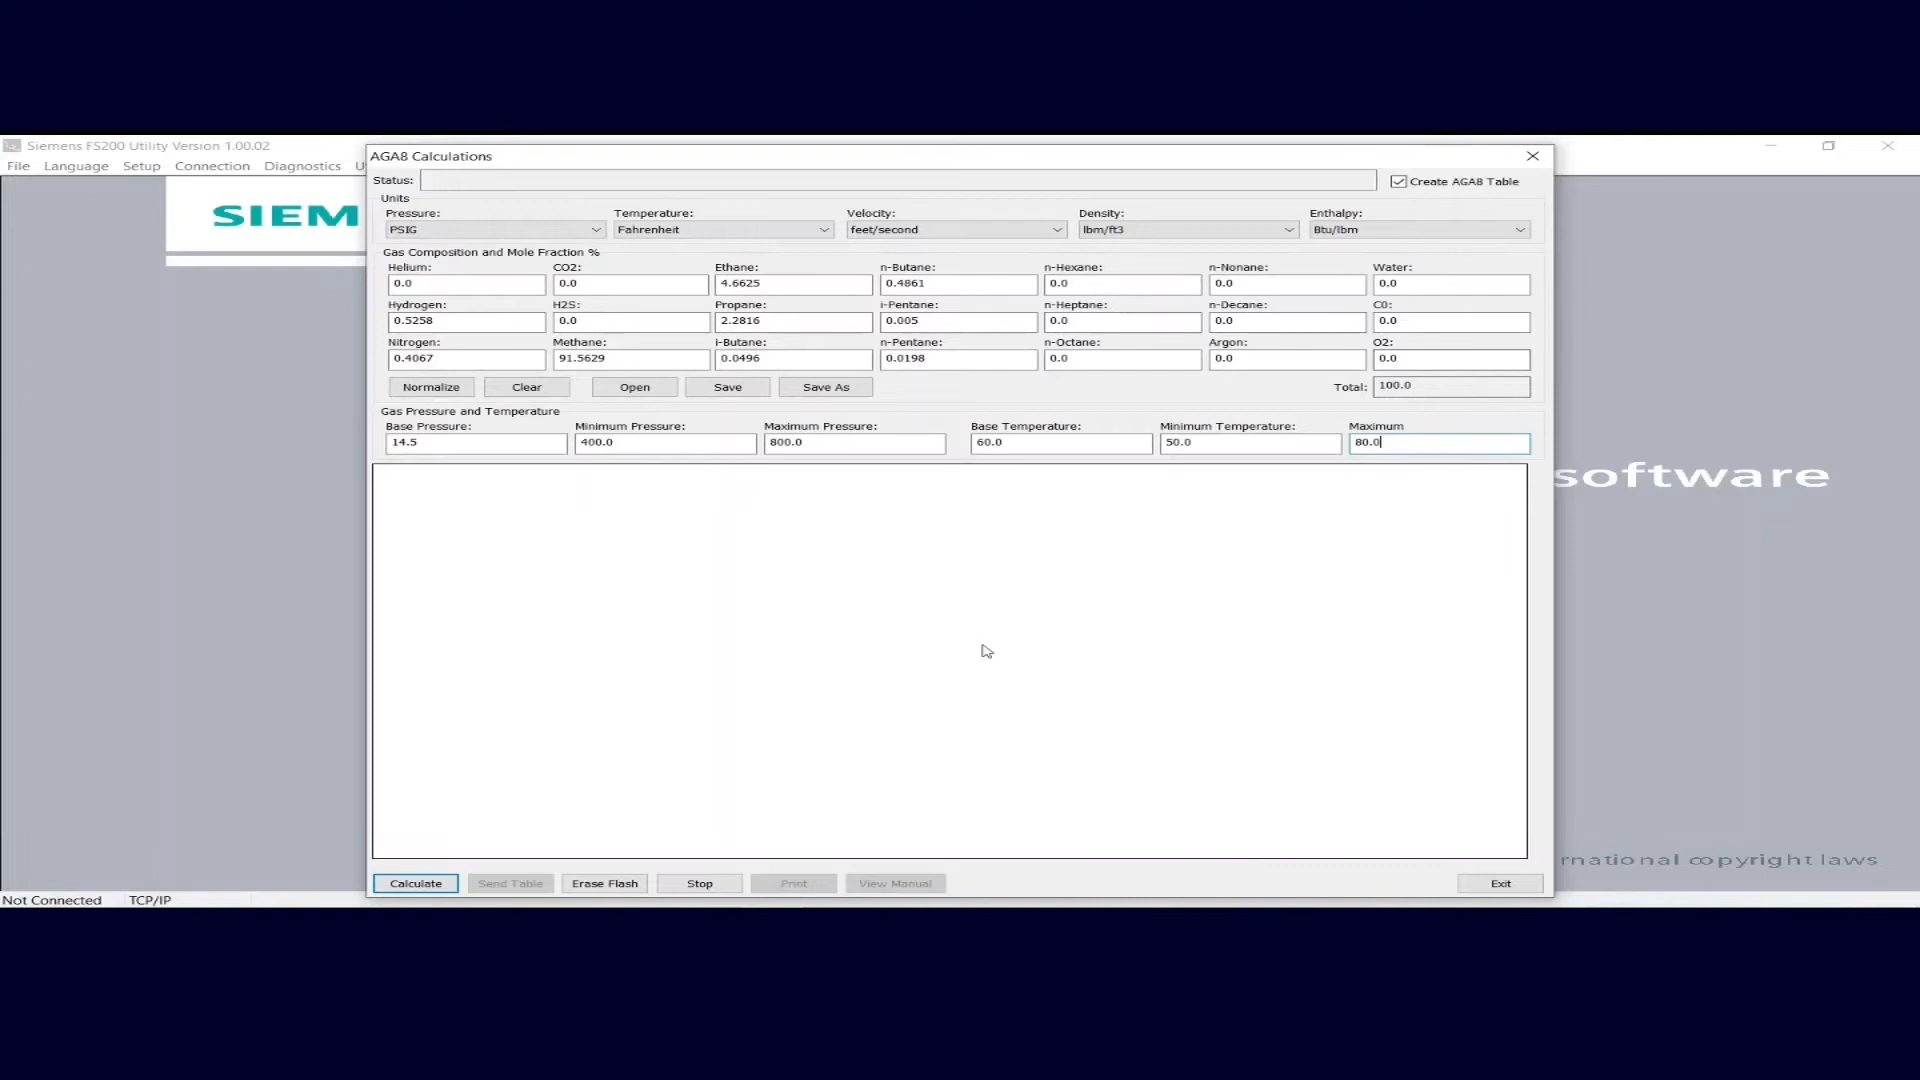 Siemens FS200 Utility Version 1.00.02
File Language Setup Connection Diagnostics U
SIEM
AGA8 Calculations
Status: Create AGA8 Table
Units
Pressure: Temperature: Velocity: Density: Enthalpy:
PSIG Fahrenheit feet/second lbm/ft3 Btu/lbm
Gas Composition and Mole Fraction %
Helium: CO2: Ethane: n-Butane: n-Hexane: n-Nonane: Water:
0.0 0.0 4.6625 0.4861 0.0 0.0 0.0
Hydrogen: H2S: Propane: i-Pentane: n-Heptane: n-Decane: C0:
0.5258 0.0 2.2816 0.005 0.0 0.0 0.0
Nitrogen: Methane: i-Butane: n-Pentane: n-Octane: Argon: O2:
0.4067 91.5629 0.0496 0.0198 0.0 0.0 0.0
Normalize Clear Open Save Save As Total: 100.0
Gas Pressure and Temperature
Base Pressure: Minimum Pressure: Maximum Pressure: Base Temperature: Minimum Temperature: Maximum
14.5 400.0 800.0 60.0 50.0 80.0
software
rnational copyright laws
Calculate Send Table Erase Flash Stop Print View Manual Exit
Not Connected TCP/IP